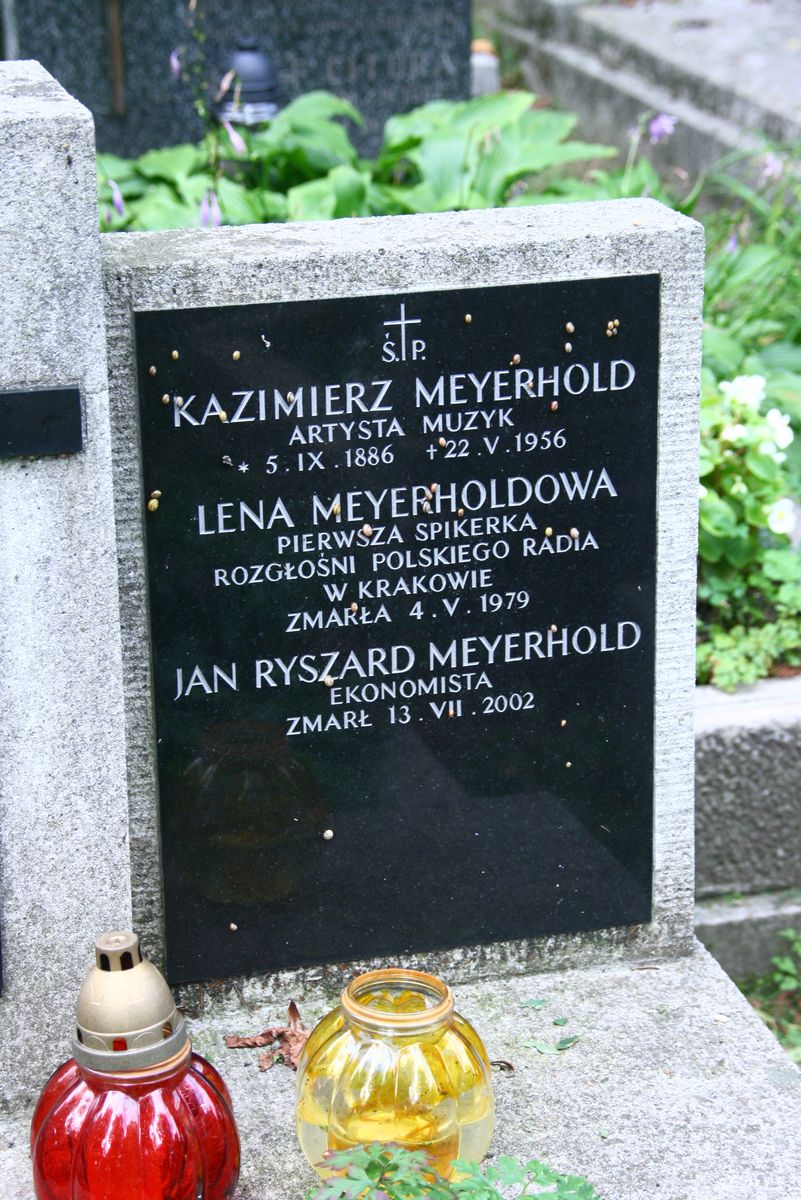 Ś.P.
KAZIMIERZ MEYERHOLD
ARTYSTA MUZYK
* 5.IX.1886 †22.V.1956
LENA MEYERHOLDOWA
PIERWSZA SPIKERKA
ROZGŁOŚNI POLSKIEGO RADIA
W KRAKOWIE
ZMARŁA 4.V.1979
JAN RYSZARD MEYERHOLD
EKONOMISTA
ZMARŁ 13.VII.2002